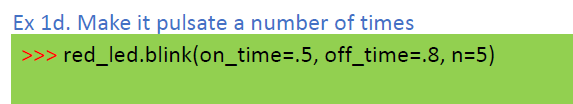 Ex 1d. Make it pulsate a number of times
>>> red_led.blink(on_time=.5, off_time=.8, n=5)